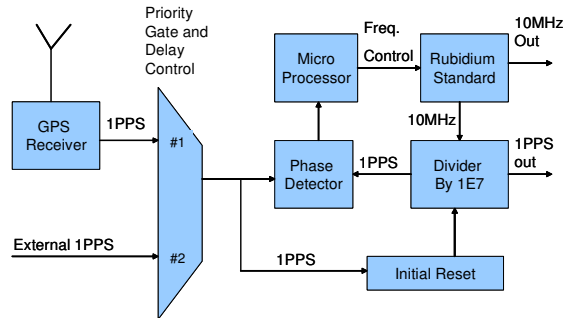 Priority
Gate and
Delay
Control
Freq.
Control
10MHz
Out
Micro
Processor
Rubidium
Standard
GPS
Receiver
1PPS
#1
10MHz
Phase
Detector
1PPS
Divider
By 1E7
1PPS
out
External 1PPS
#2
1PPS
Initial Reset